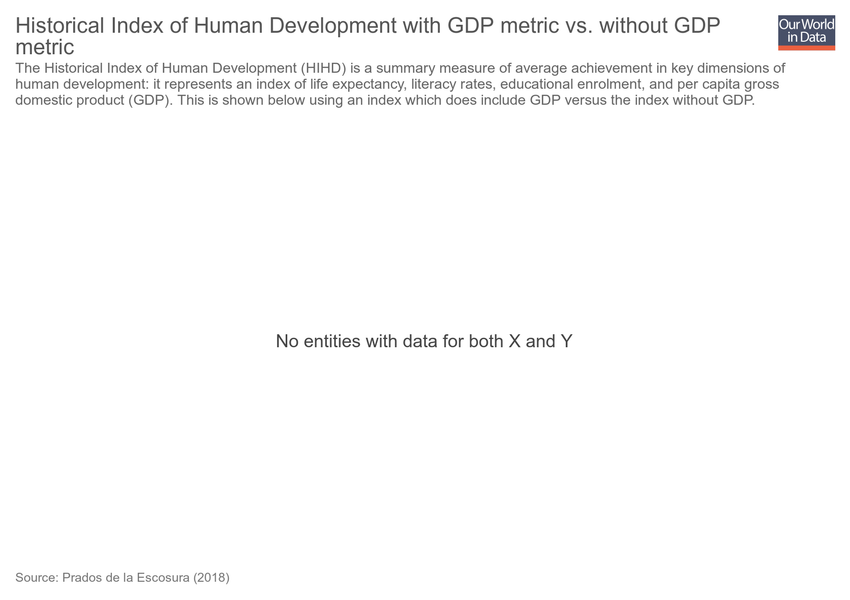 Historical Index of Human Development with GDP metric vs. without GDP
metric
Our World
in Data
The Historical Index of Human Development (HIHD) is a summary measure of average achievement in key dimensions of
human development: it represents an index of life expectancy, literacy rates, educational enrolment, and per capita gross
domestic product (GDP). This is shown below using an index which does include GDP versus the index without GDP.
No entities with data for both X and Y
Source: Prados de la Escosura (2018)